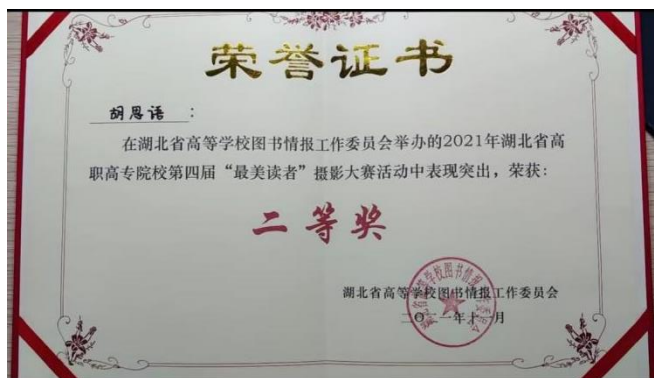 荣誉证书
胡恩语：
在湖北省高等学校图书情报工作委员会举办的2021年湖北省高
职高专院校第四届“最美读者”摄影大赛活动中表现突出，荣获：
二等奖
湖北省高等学校图书情报工作委员会
二〇二一年十一月